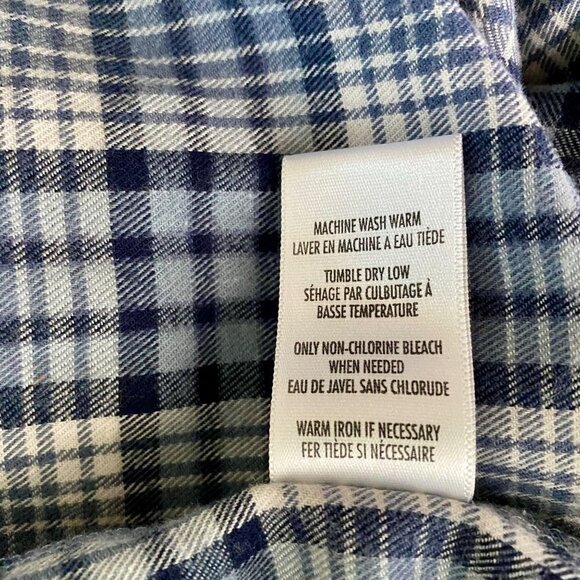 MACHINE WASH WARM
LAVER EN MACHINE A EAU TIÈDE
TUMBLE DRY LOW
SÉHAGE PAR CULBUTAGE À
BASSE TEMPERATURE
ONLY NON-CHLORINE BLEACH
WHEN NEEDED
EAU DE JAVEL SANS CHLORUDE
WARM IRON IF NECESSARY
FER TIÈDE SI NÉCESSAIRE